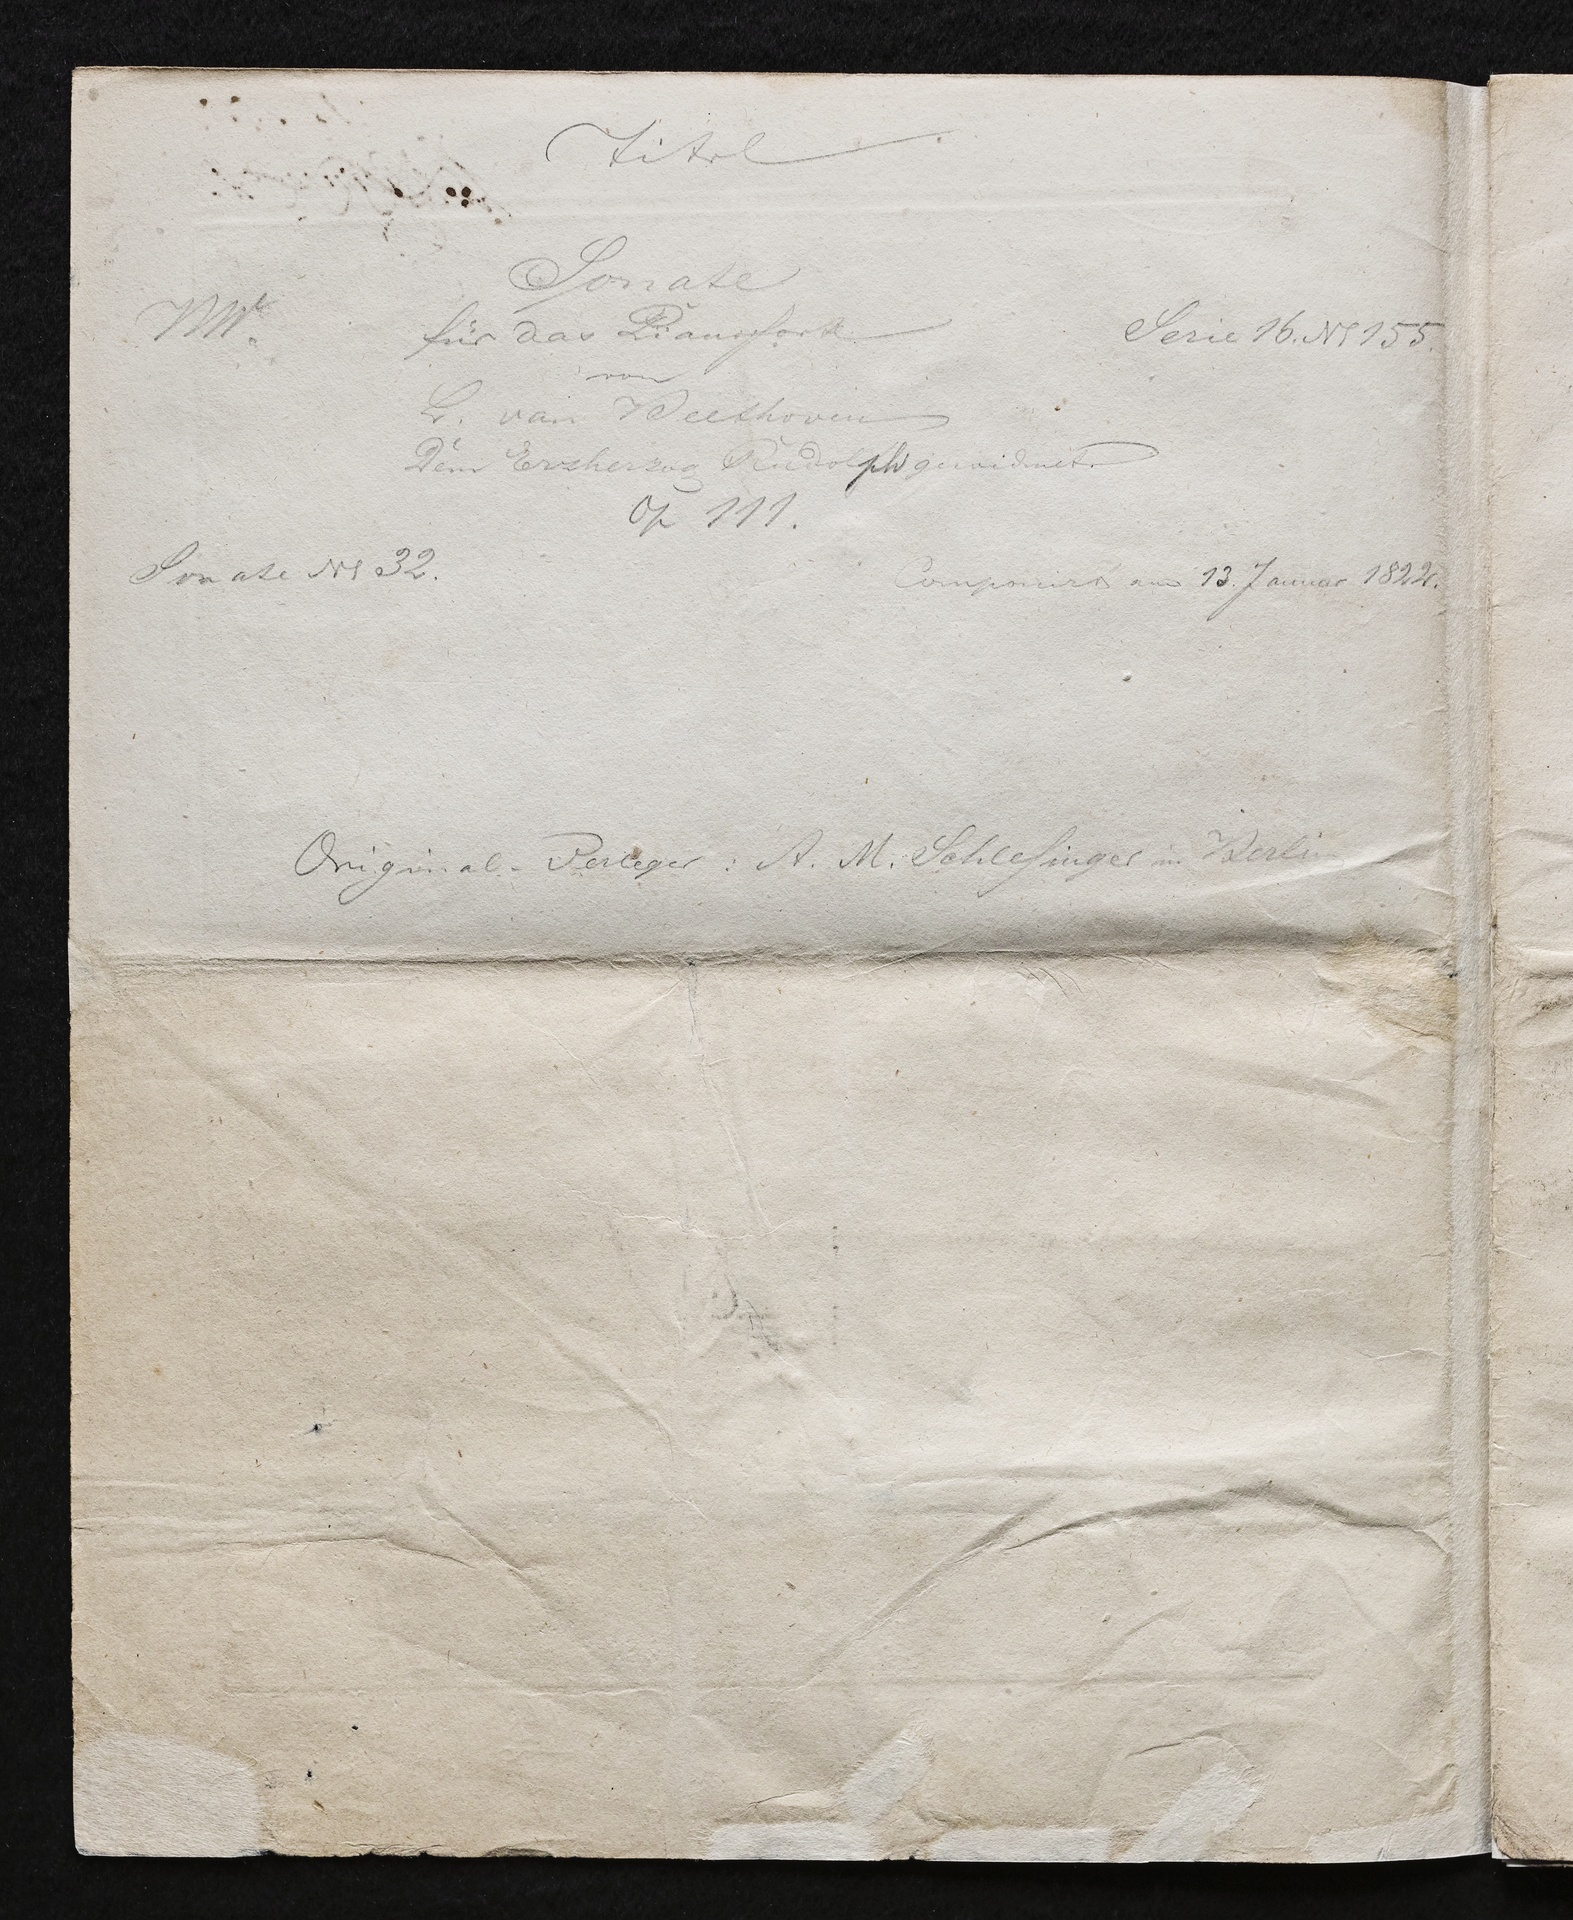 Titel
Sonate
für das Pianoforte
Serie 16. No 155.
von
L. van Beethoven
Dem Erzherzog Rudolph gewidmet
Op 111.
Sonate No 32.
Componirt am 13. Januar 1822.
Original-Verleger: A. M. Schlesinger in Berlin